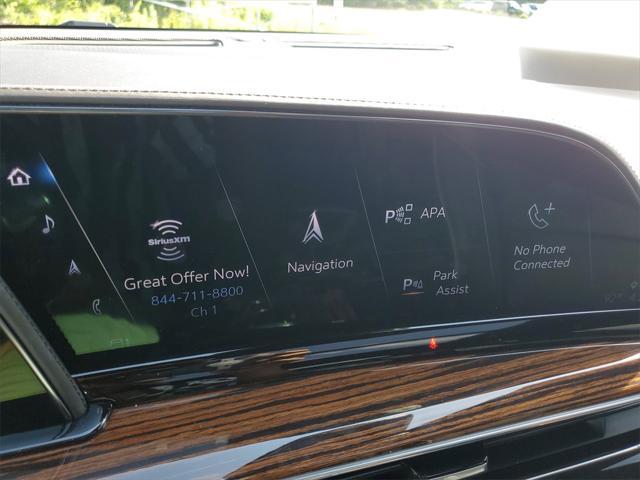 SiriusXM
Great Offer Now!
844-711-8800
Ch 1
Navigation
P APA
P Park
Assist
No Phone
Connected